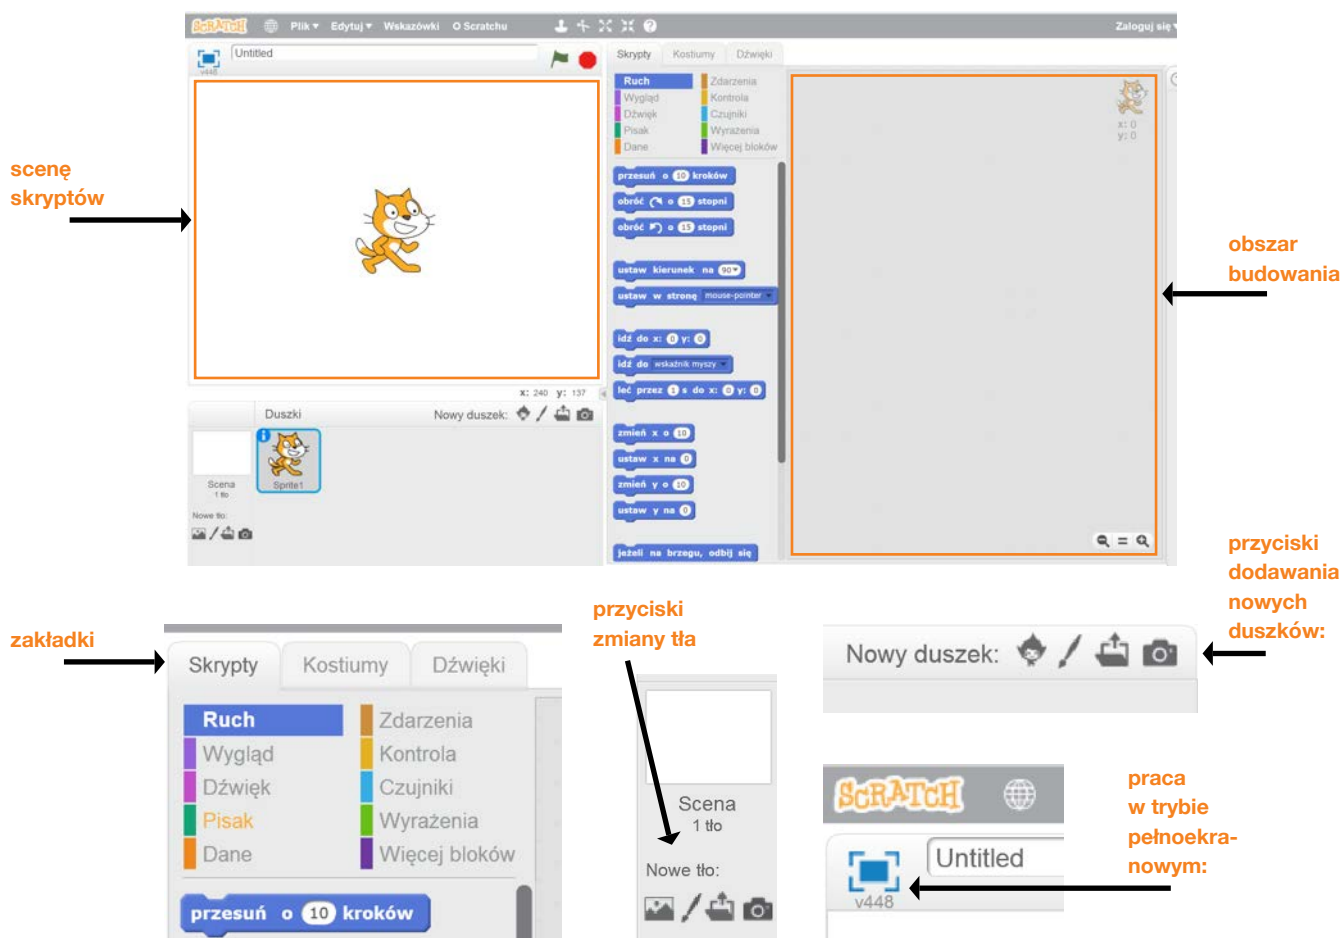 SCRATCH Plik Edytuj Wskazówki O Scratchu Zaloguj się
Untitled
v448
Skrypty Kostiumy Dźwięki
Ruch Zdarzenia
Wygląd Kontrola
Dźwięk Czujniki
Pisak Wyrażenia
Dane Więcej bloków
x: 0
y: 0
przesuń o 10 kroków
obróć o 15 stopni
obróć o 15 stopni
ustaw kierunek na 90
ustaw w stronę mouse-pointer
idź do x: 0 y: 0
idź do wskaźnik myszy
leć przez 1 s do x: 0 y: 0
zmień x o 10
ustaw x na 0
zmień y o 10
ustaw y na 0
jeżeli na brzegu, odbij się
scenę
skryptów
obszar
budowania
x: 240 y: 137
Duszki Nowy duszek:
Scena
1 tło
Sprite1
Nowe tło:
przyciski
dodawania
nowych
duszków:
zakładki
Skrypty Kostiumy Dźwięki
Ruch Zdarzenia
Wygląd Kontrola
Dźwięk Czujniki
Pisak Wyrażenia
Dane Więcej bloków
przesuń o 10 kroków
przyciski
zmiany tła
Scena
1 tło
Nowe tło:
Nowy duszek:
SCRATCH
Untitled
v448
praca
w trybie
pełnoekra-
nowym: